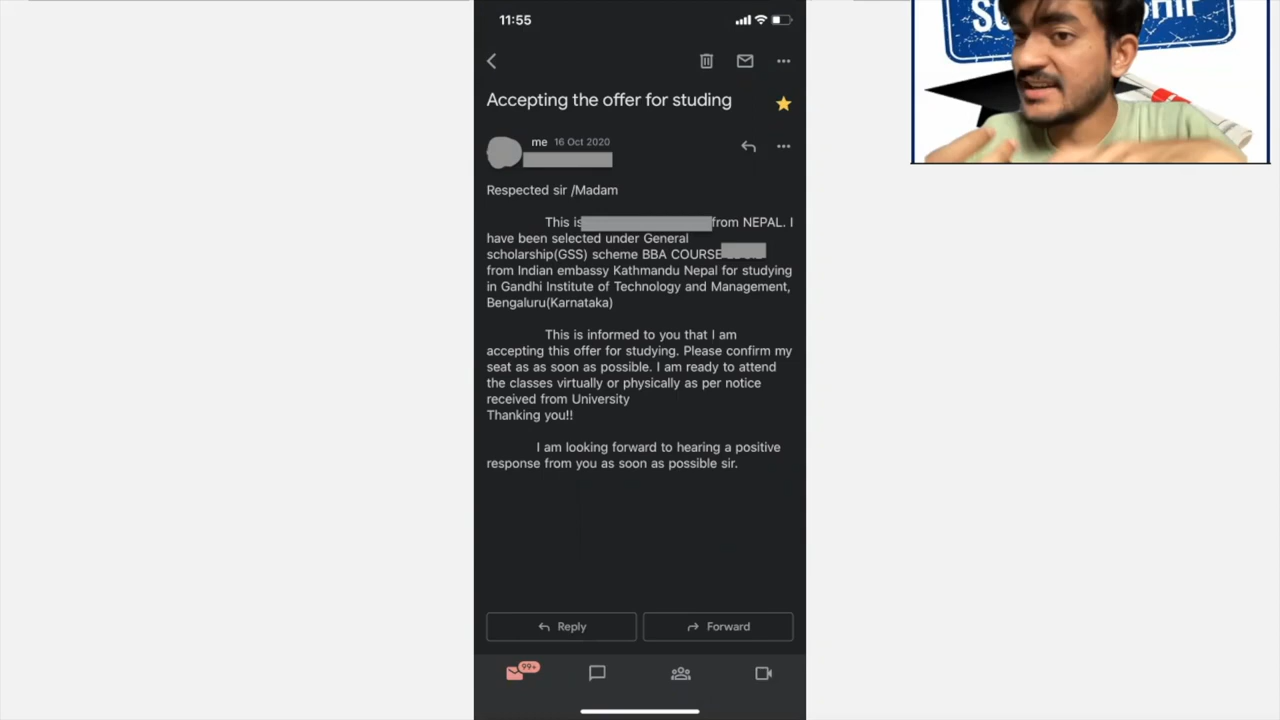 11:55
Accepting the offer for studing
me 16 Oct 2020
Respected sir /Madam
This is from NEPAL. I
have been selected under General
scholarship(GSS) scheme BBA COURSE
from Indian embassy Kathmandu Nepal for studying
in Gandhi Institute of Technology and Management,
Bengaluru(Karnataka)
This is informed to you that I am
accepting this offer for studying. Please confirm my
seat as as soon as possible. I am ready to attend
the classes virtually or physically as per notice
received from University
Thanking you!!
I am looking forward to hearing a positive
response from you as soon as possible sir.
Reply
Forward
99+